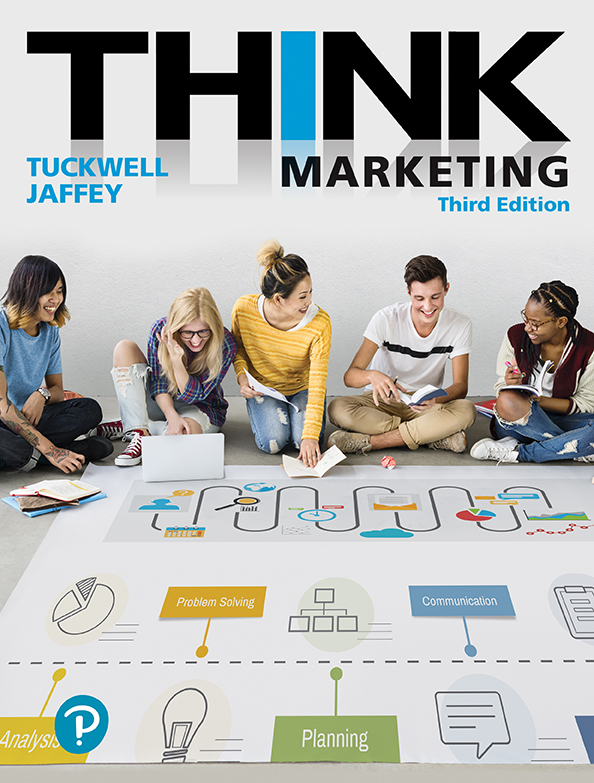 THINK
TUCKWELL
JAFFEY
MARKETING
Third Edition
Problem Solving
Communication
Analysis
Planning
P